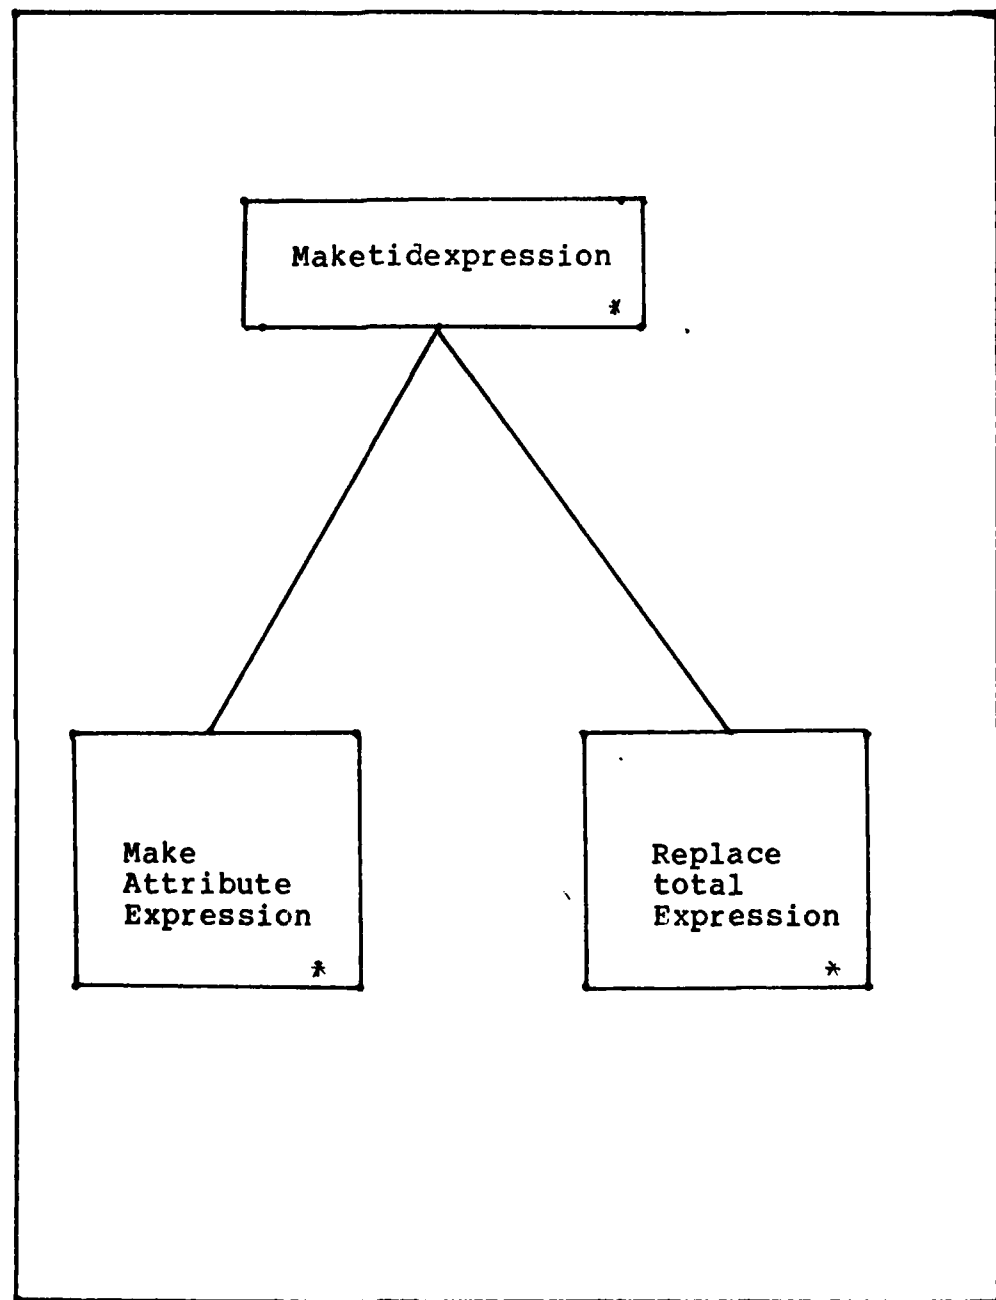 Maketidexpression
*
Make
Attribute
Expression
*
Replace
total
Expression
*